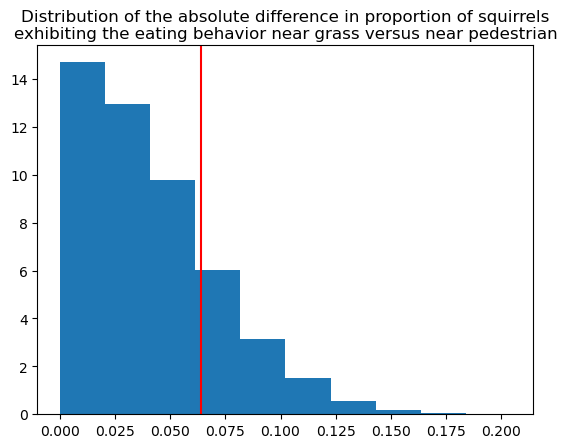 Distribution of the absolute difference in proportion of squirrels
exhibiting the eating behavior near grass versus near pedestrian
14
12
10
8
6
4
2
0
0.000 0.025 0.050 0.075 0.100 0.125 0.150 0.175 0.200